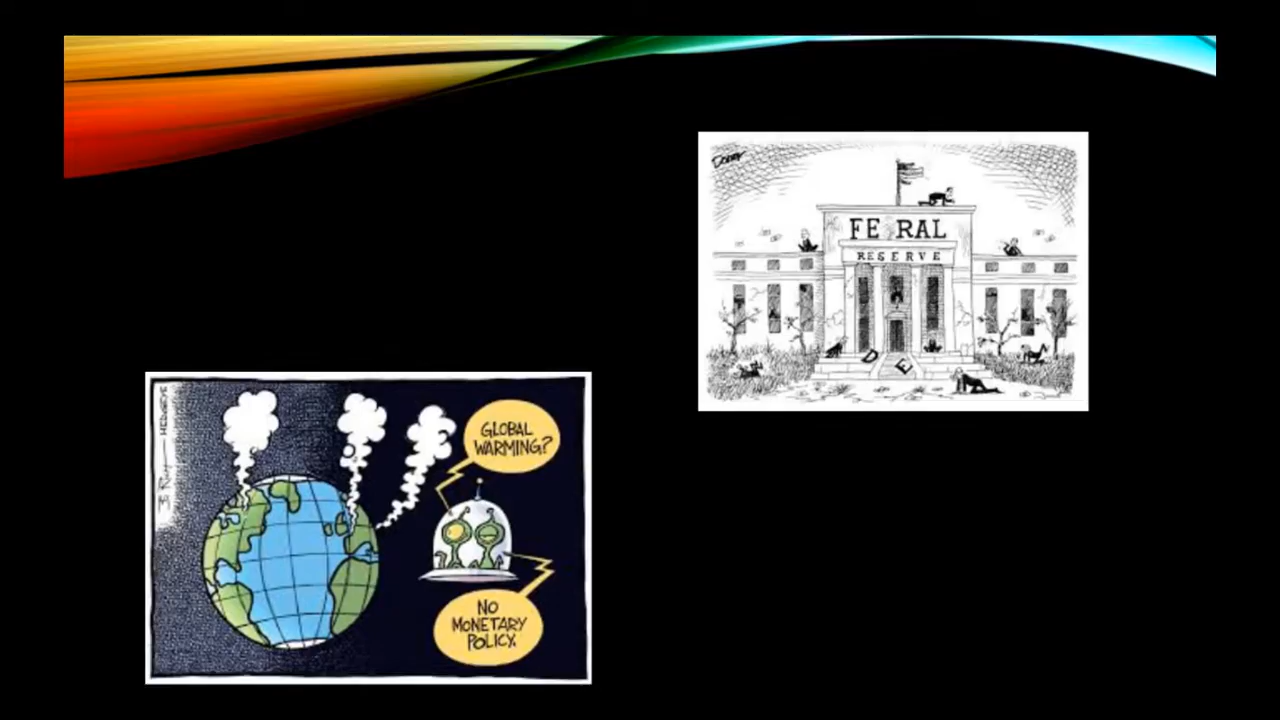 FE RAL
RESERVE
D
E
GLOBAL
WARMING?
NO
MONETARY
POLICY.